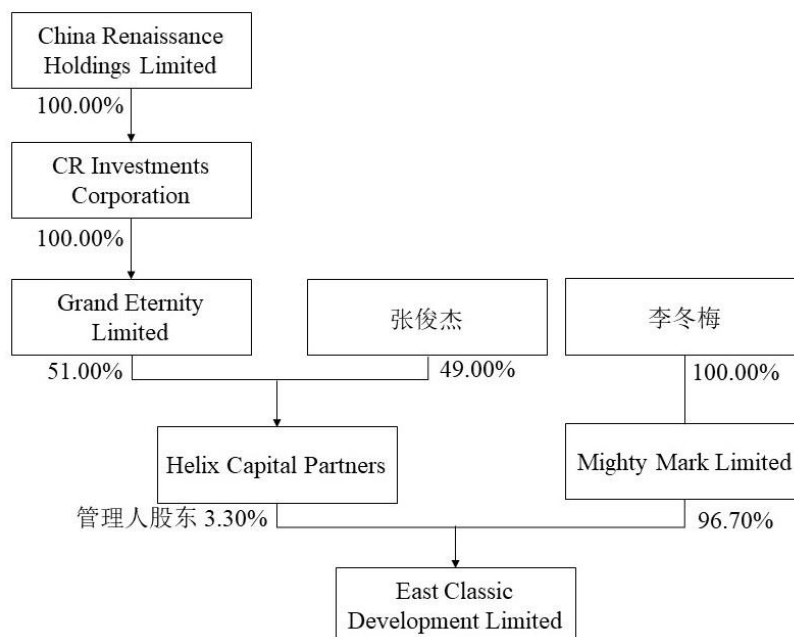 China Renaissance
Holdings Limited
100.00%
CR Investments
Corporation
100.00%
Grand Eternity
Limited
张俊杰
李冬梅
51.00%
49.00%
100.00%
Helix Capital Partners
Mighty Mark Limited
管理人股东 3.30%
96.70%
East Classic
Development Limited